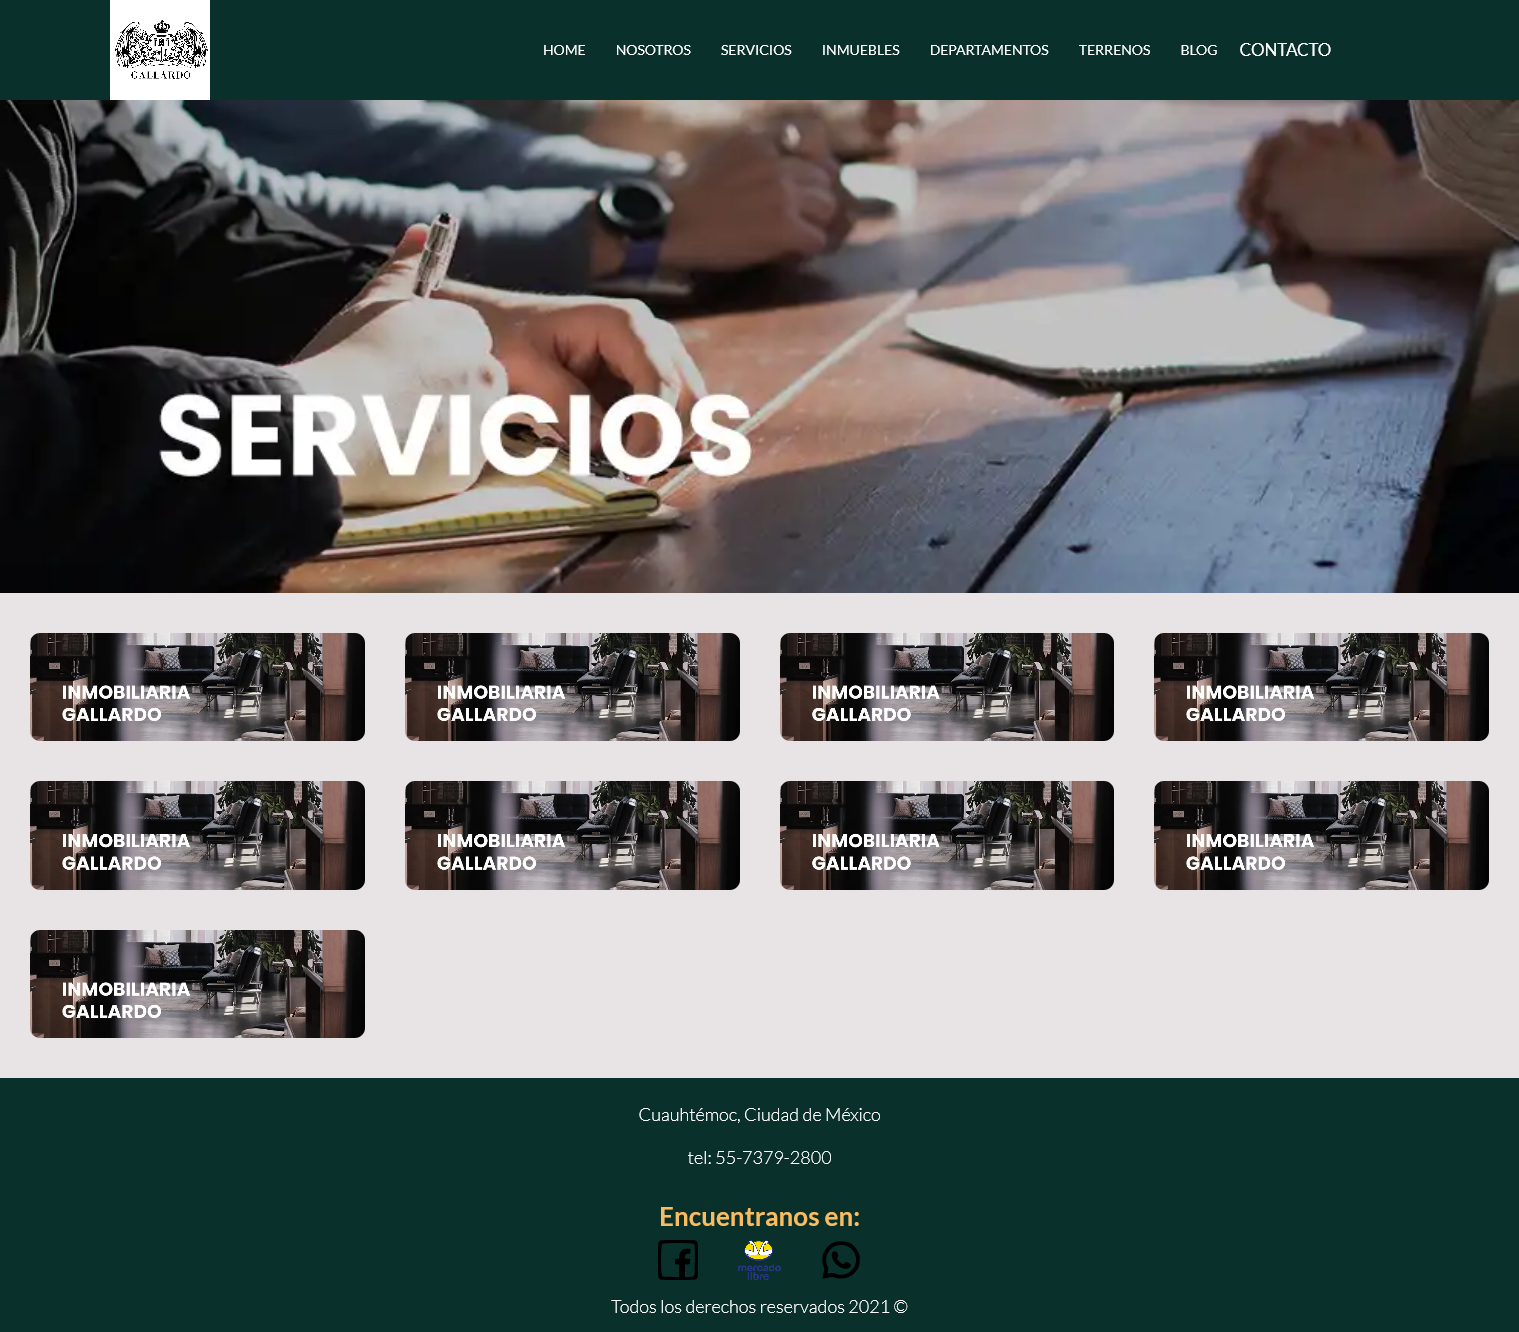 GALLARDO
HOME NOSOTROS SERVICIOS INMUEBLES DEPARTAMENTOS TERRENOS BLOG CONTACTO
SERVICIOS
INMOBILIARIA
GALLARDO
INMOBILIARIA
GALLARDO
INMOBILIARIA
GALLARDO
INMOBILIARIA
GALLARDO
INMOBILIARIA
GALLARDO
INMOBILIARIA
GALLARDO
INMOBILIARIA
GALLARDO
INMOBILIARIA
GALLARDO
INMOBILIARIA
GALLARDO
Cuauhtémoc, Ciudad de México
tel: 55-7379-2800
Encuentranos en:
mercado
libre
Todos los derechos reservados 2021 ©